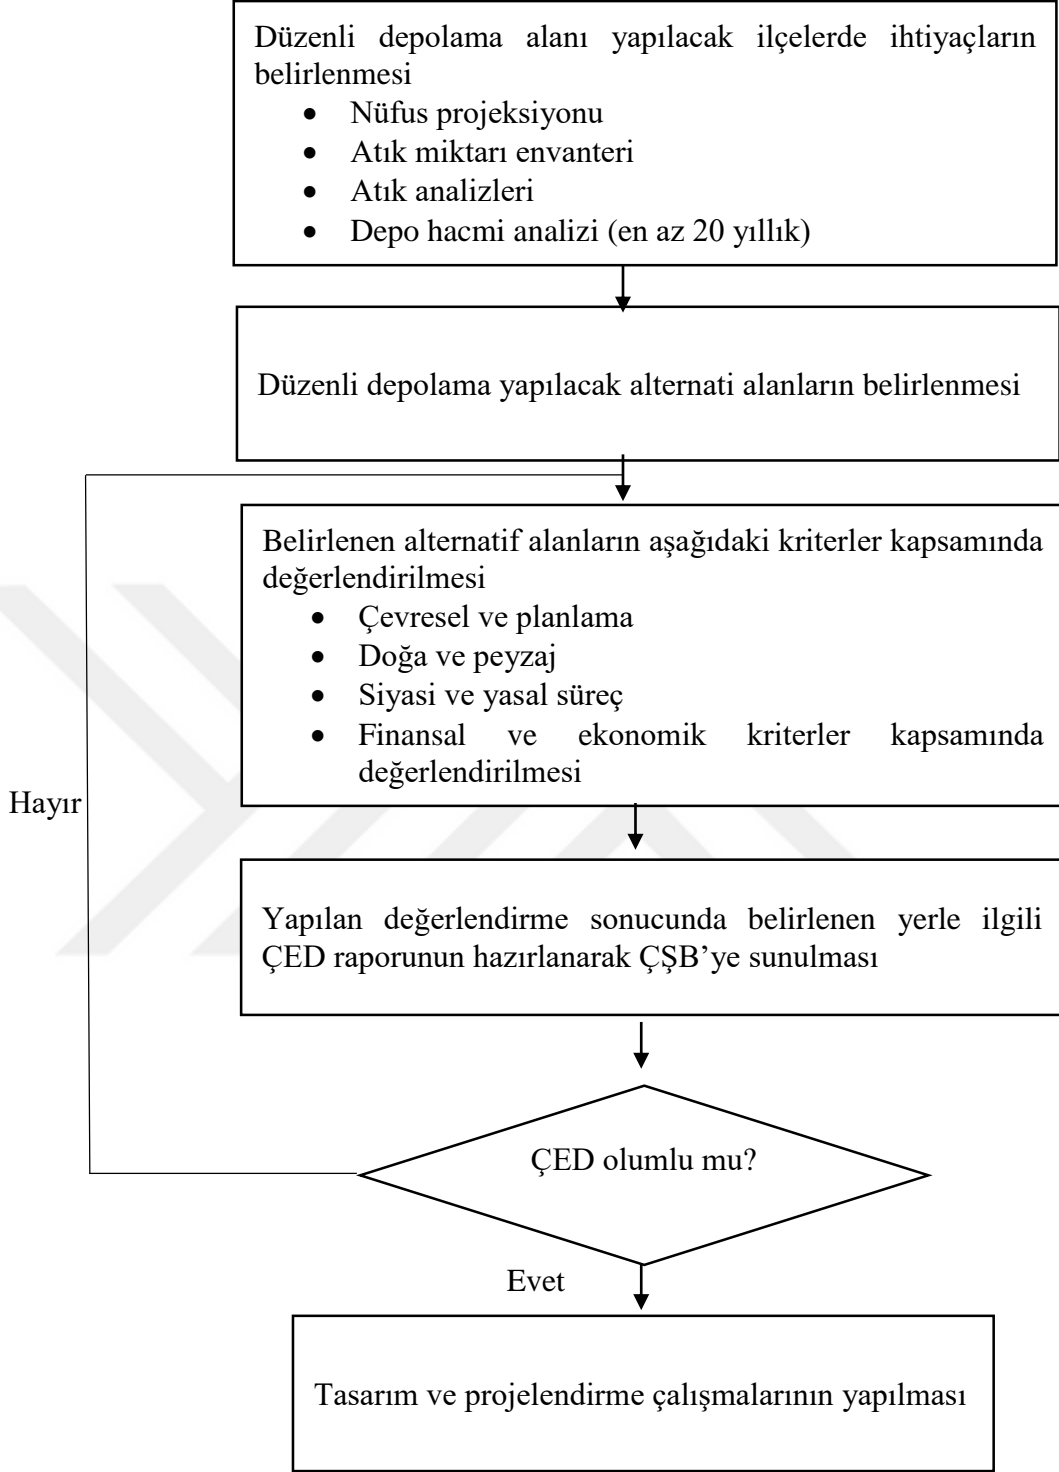 Düzenli depolama alanı yapılacak ilçelerde ihtiyaçların
belirlenmesi
• Nüfus projeksiyonu
• Atık miktarı envanteri
• Atık analizleri
• Depo hacmi analizi (en az 20 yıllık)
Düzenli depolama yapılacak alternati alanların belirlenmesi
Belirlenen alternatif alanların aşağıdaki kriterler kapsamında
değerlendirilmesi
• Çevresel ve planlama
• Doğa ve peyzaj
• Siyasi ve yasal süreç
• Finansal ve ekonomik kriterler kapsamında
değerlendirilmesi
Hayır
Yapılan değerlendirme sonucunda belirlenen yerle ilgili
ÇED raporunun hazırlanarak ÇŞB’ye sunulması
ÇED olumlu mu?
Evet
Tasarım ve projelendirme çalışmalarının yapılması